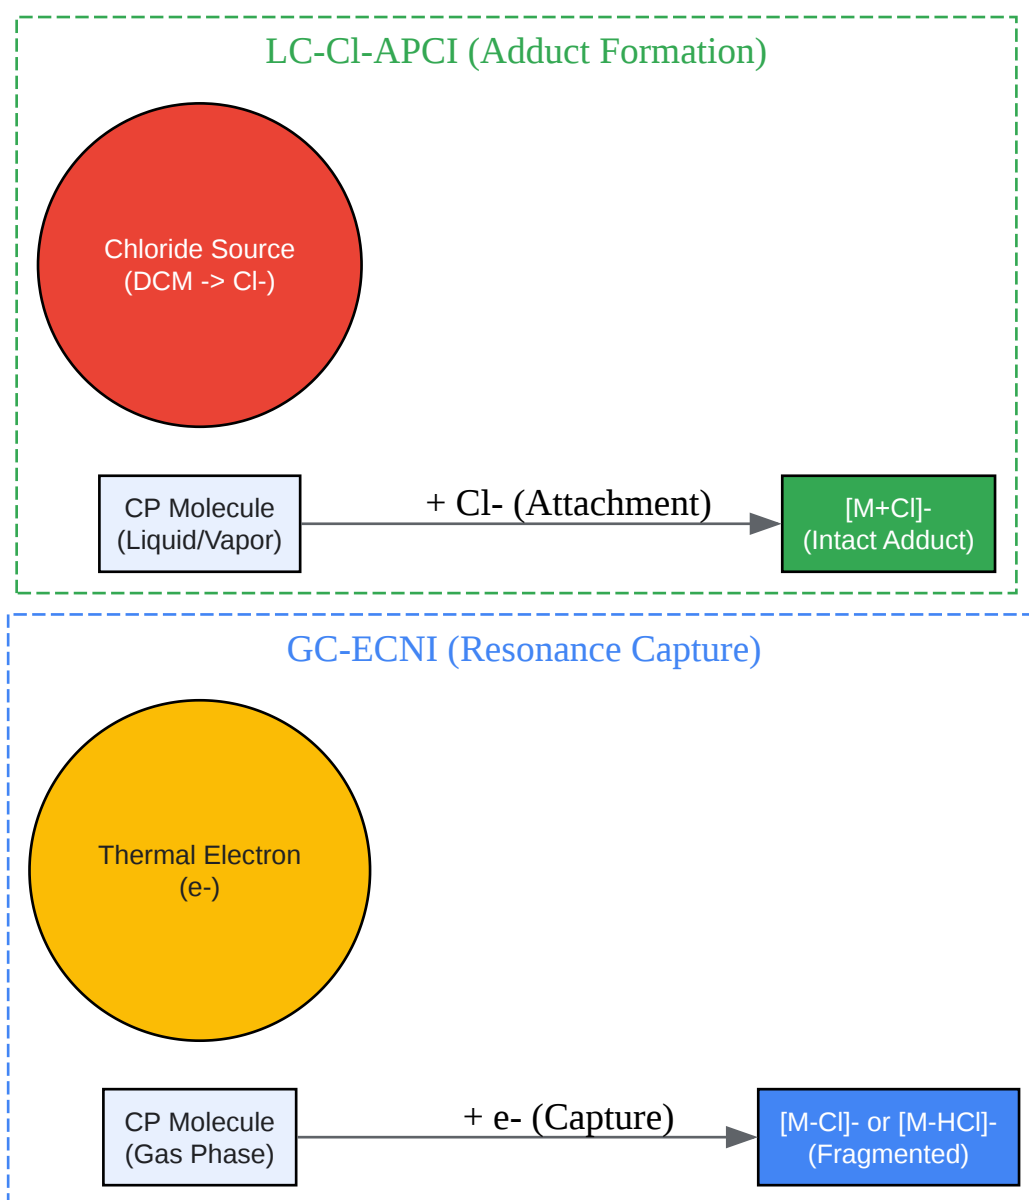 LC-Cl-APCI (Adduct Formation)
Chloride Source
(DCM -> Cl-)
CP Molecule
(Liquid/Vapor)
+ Cl- (Attachment)
[M+Cl]-
(Intact Adduct)
GC-ECNI (Resonance Capture)
Thermal Electron
(e-)
CP Molecule
(Gas Phase)
+ e- (Capture)
[M-Cl]- or [M-HCl]-
(Fragmented)